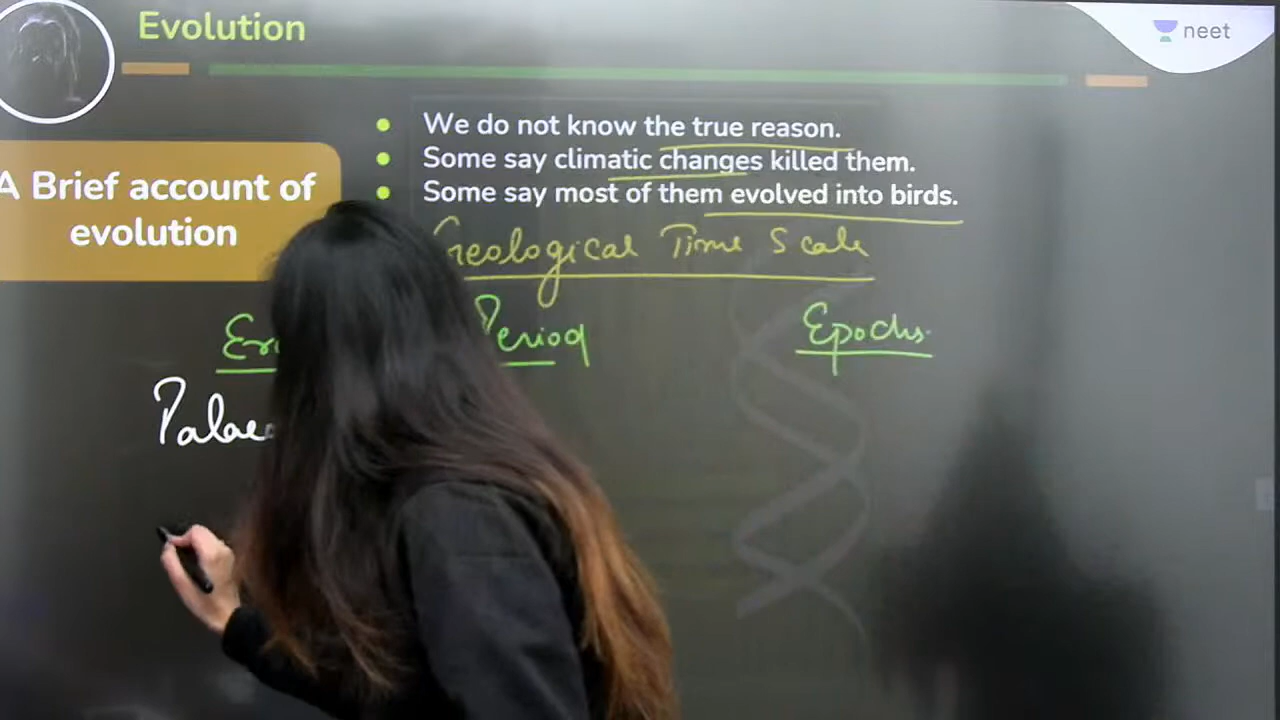 Evolution
neet
A Brief account of
evolution
We do not know the true reason.
Some say climatic changes killed them.
Some say most of them evolved into birds.
Geological Time Scale
Period
Epochs.